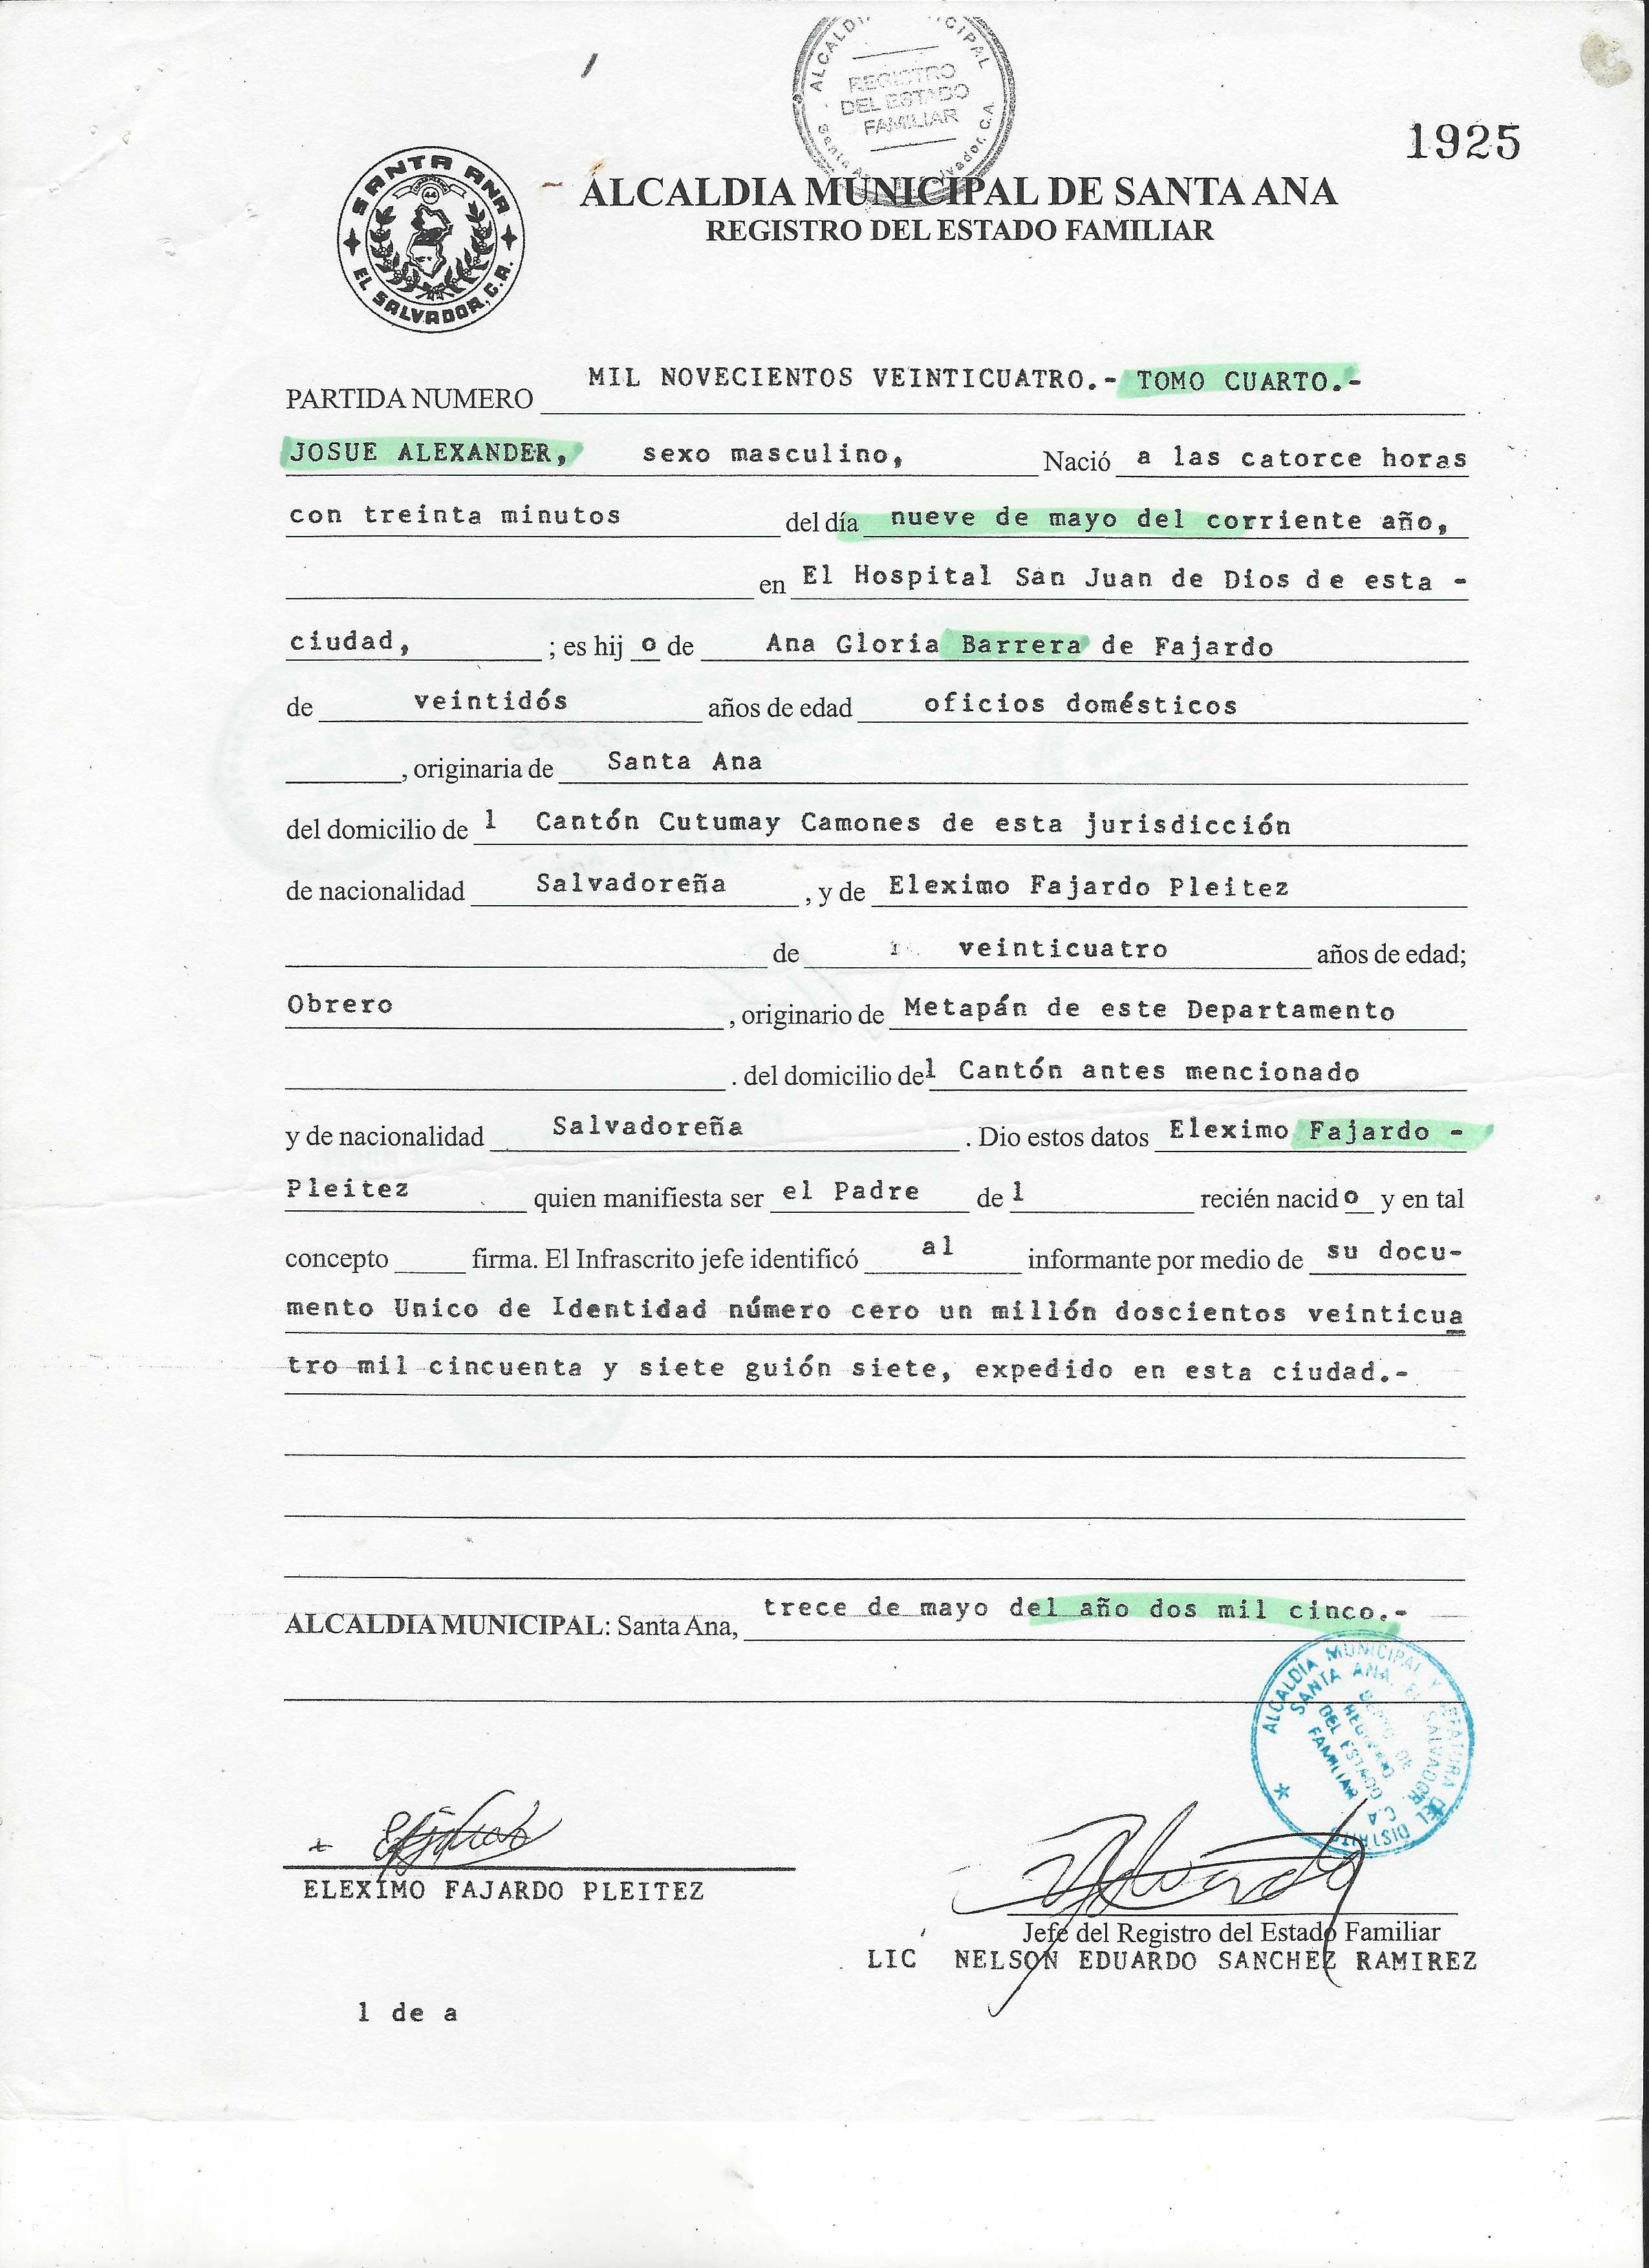 ALCALDIA MUNICIPAL
REGISTRO
DEL ESTADO
FAMILIAR
Santa Ana, El Salvador, C.A.
1925
SANTA ANA
EL SALVADOR, C.A.
ALCALDIA MUNICIPAL DE SANTA ANA
REGISTRO DEL ESTADO FAMILIAR
PARTIDA NUMERO MIL NOVECIENTOS VEINTICUATRO.- TOMO CUARTO.-
JOSUE ALEXANDER, sexo masculino, Nació a las catorce horas
con treinta minutos del día nueve de mayo del corriente año,
en El Hospital San Juan de Dios de esta -
ciudad, ; es hij o de Ana Gloria Barrera de Fajardo
de veintidós años de edad oficios domésticos
, originaria de Santa Ana
del domicilio de l Cantón Cutumay Camones de esta jurisdicción
de nacionalidad Salvadoreña , y de Eleximo Fajardo Pleitez
de veinticuatro años de edad;
Obrero , originario de Metapán de este Departamento
. del domicilio del Cantón antes mencionado
y de nacionalidad Salvadoreña . Dio estos datos Eleximo Fajardo -
Pleitez quien manifiesta ser el Padre de l recién nacido y en tal
concepto firma. El Infrascrito jefe identificó al informante por medio de su docu-
mento Unico de Identidad número cero un millón doscientos veinticua
tro mil cincuenta y siete guión siete, expedido en esta ciudad.-
ALCALDIA MUNICIPAL: Santa Ana, trece de mayo del año dos mil cinco.-
ALCALDIA MUNICIPAL Y JEFATURA DEL DISTRITO
SANTA ANA, EL SALVADOR, C.A.
DEPTO. DE
REGISTRO
DEL ESTADO
FAMILIAR
ELEXIMO FAJARDO PLEITEZ
Jefe del Registro del Estado Familiar
LIC NELSON EDUARDO SANCHEZ RAMIREZ
1 de a